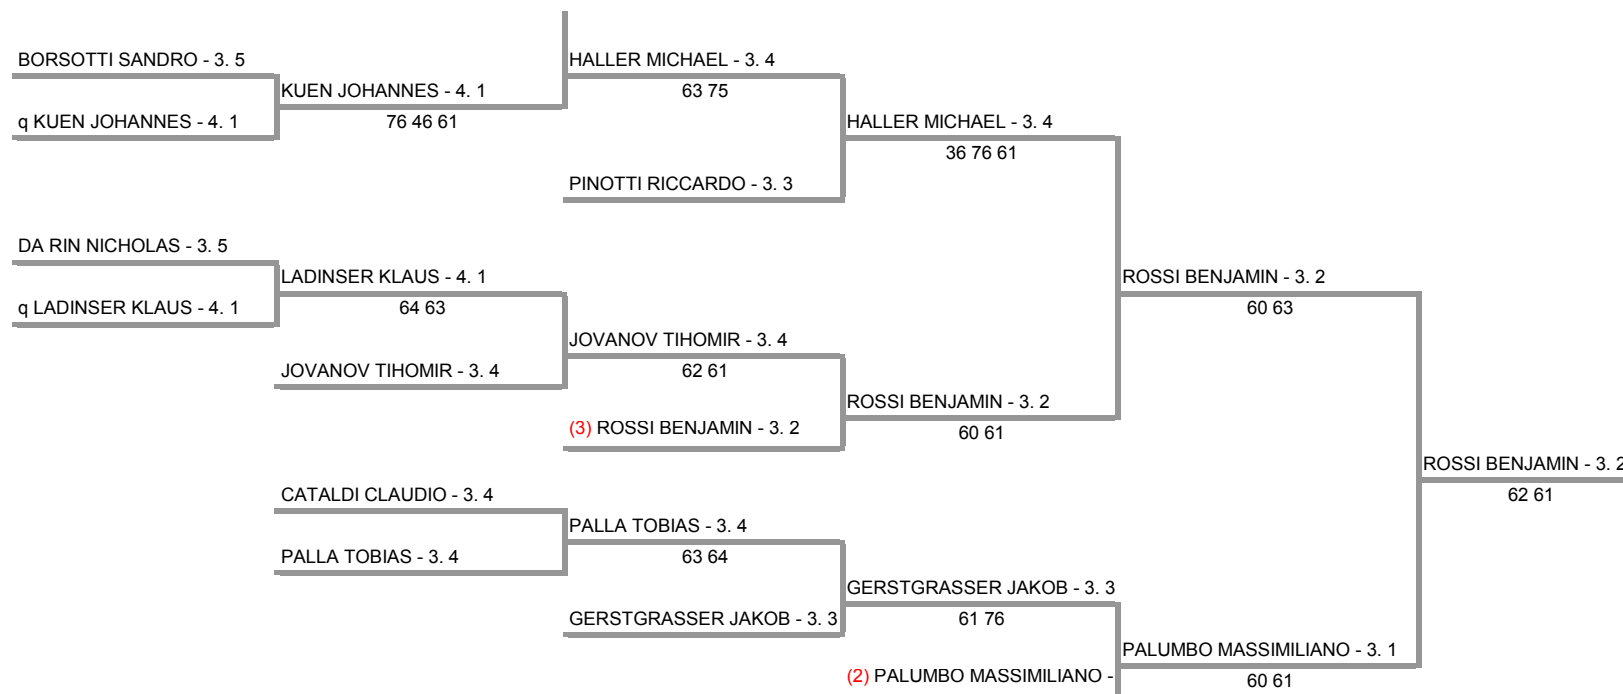 BORSOTTI SANDRO - 3. 5
q KUEN JOHANNES - 4. 1
DA RIN NICHOLAS - 3. 5
q LADINSER KLAUS - 4. 1
KUEN JOHANNES - 4. 1
76 46 61
LADINSER KLAUS - 4. 1
64 63
JOVANOV TIHOMIR - 3. 4
CATALDI CLAUDIO - 3. 4
PALLA TOBIAS - 3. 4
HALLER MICHAEL - 3. 4
63 75
PINOTTI RICCARDO - 3. 3
JOVANOV TIHOMIR - 3. 4
62 61
(3) ROSSI BENJAMIN - 3. 2
PALLA TOBIAS - 3. 4
63 64
GERSTGRASSER JAKOB - 3. 3
HALLER MICHAEL - 3. 4
36 76 61
ROSSI BENJAMIN - 3. 2
60 61
GERSTGRASSER JAKOB - 3. 3
61 76
(2) PALUMBO MASSIMILIANO -
ROSSI BENJAMIN - 3. 2
60 63
PALUMBO MASSIMILIANO - 3. 1
60 61
ROSSI BENJAMIN - 3. 2
62 61